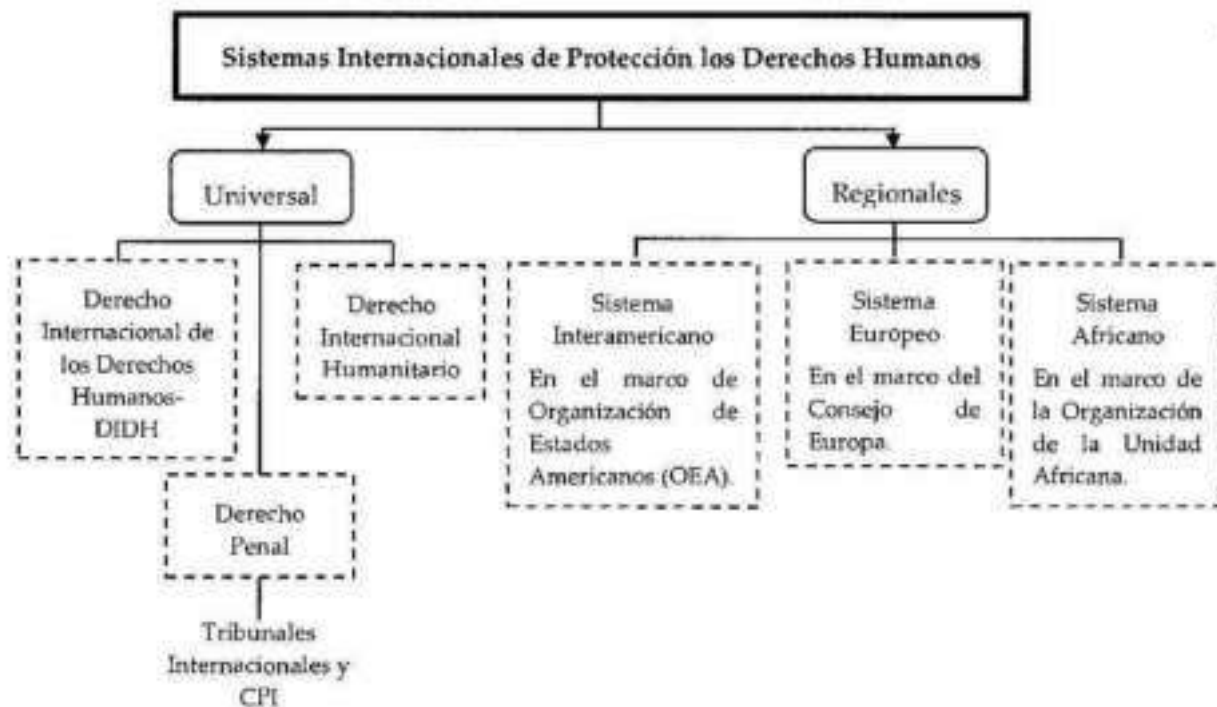 Sistemas Internacionales de Protección los Derechos Humanos
Universal
Regionales
Derecho
Internacional de
los Derechos
Humanos-
DIDH
Derecho
Internacional
Humanitario
Derecho
Penal
Tribunales
Internacionales y
CPI
Sistema
Interamericano
En el marco de
Organización de
Estados
Americanos (OEA).
Sistema
Européo
En el marco del
Consejo de
Europa.
Sistema
Africano
En el marco de
la Organización
de la Unidad
Africana.